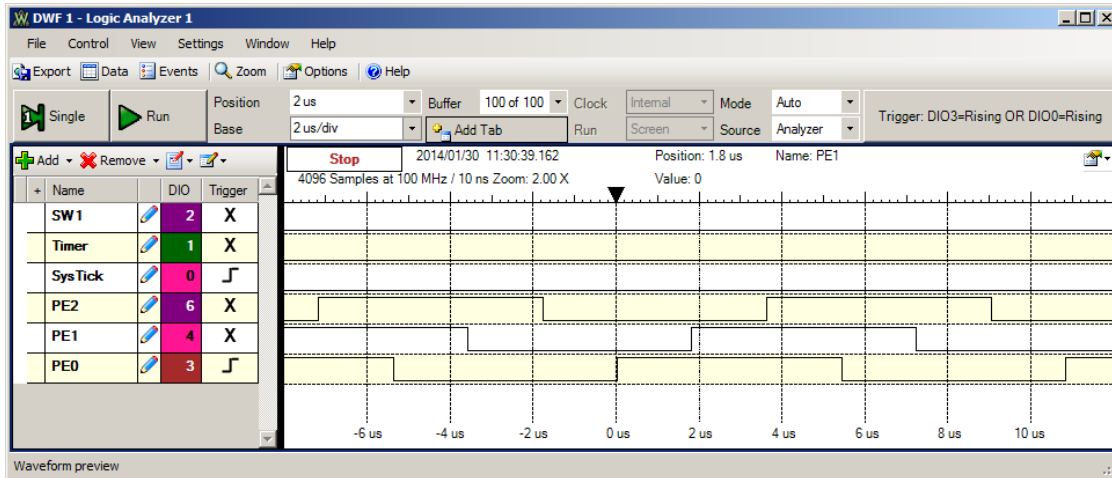 DWF 1 - Logic Analyzer 1
File Control View Settings Window Help
Export Data Events Zoom Options Help
Single Run Position 2 us Buffer 100 of 100 Clock Internal Mode Auto Trigger: DIO3=Rising OR DIO0=Rising
Base 2 us/div Add Tab Run Screen Source Analyzer
Add Remove Stop 2014/01/30 11:30:39.162 Position: 1.8 us Name: PE1
4096 Samples at 100 MHz / 10 ns Zoom: 2.00 X Value: 0
+ Name DIO Trigger
SW1 2 X
Timer 1 X
SysTick 0
PE2 6 X
PE1 4 X
PE0 3
-6 us -4 us -2 us 0 us 2 us 4 us 6 us 8 us 10 us
Waveform preview